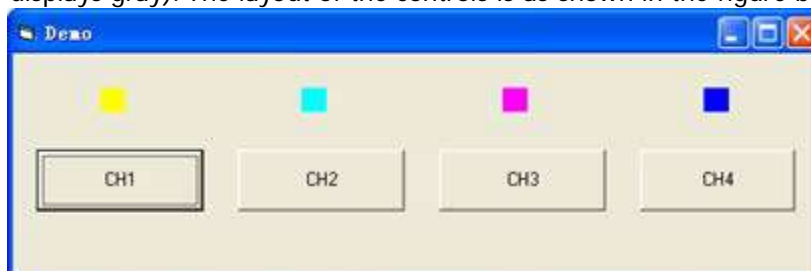 displays gray). The layout of the controls is as shown in the figure b
Demo
CH1 CH2 CH3 CH4